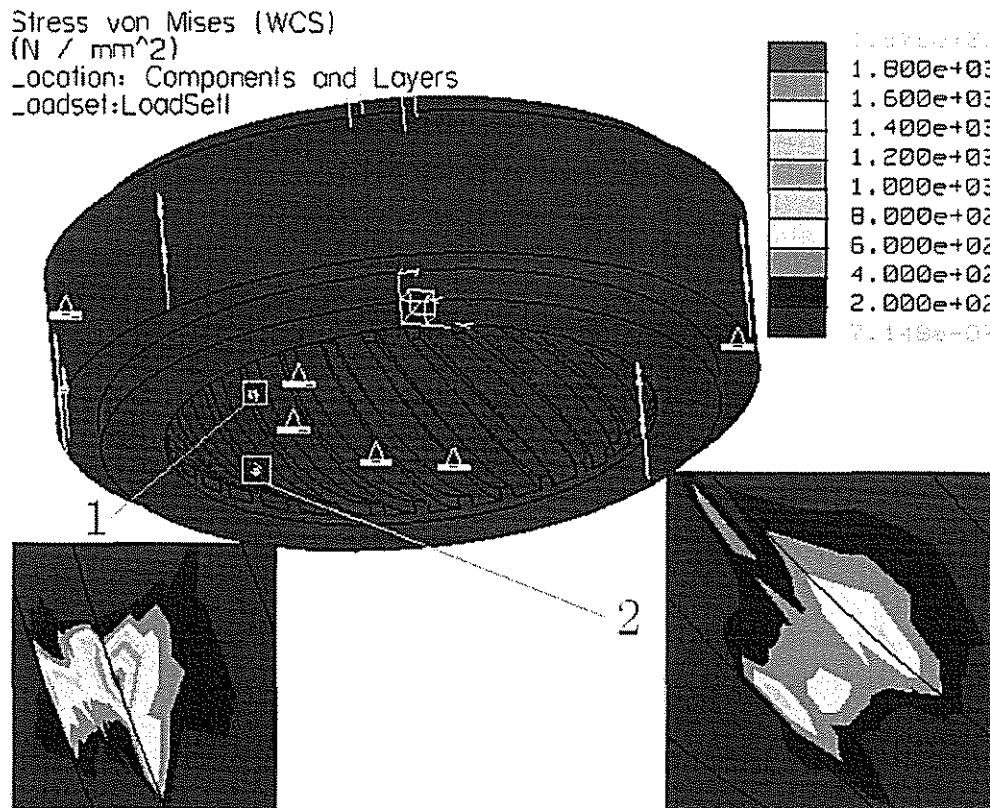 Stress von Mises (WCS)
(N / mm^2)
_ocation: Components and Layers
_oadset:LoadSetI
1.800e+03
1.600e+03
1.400e+03
1.200e+03
1.000e+03
8.000e+02
6.000e+02
4.000e+02
2.000e+02
1
2